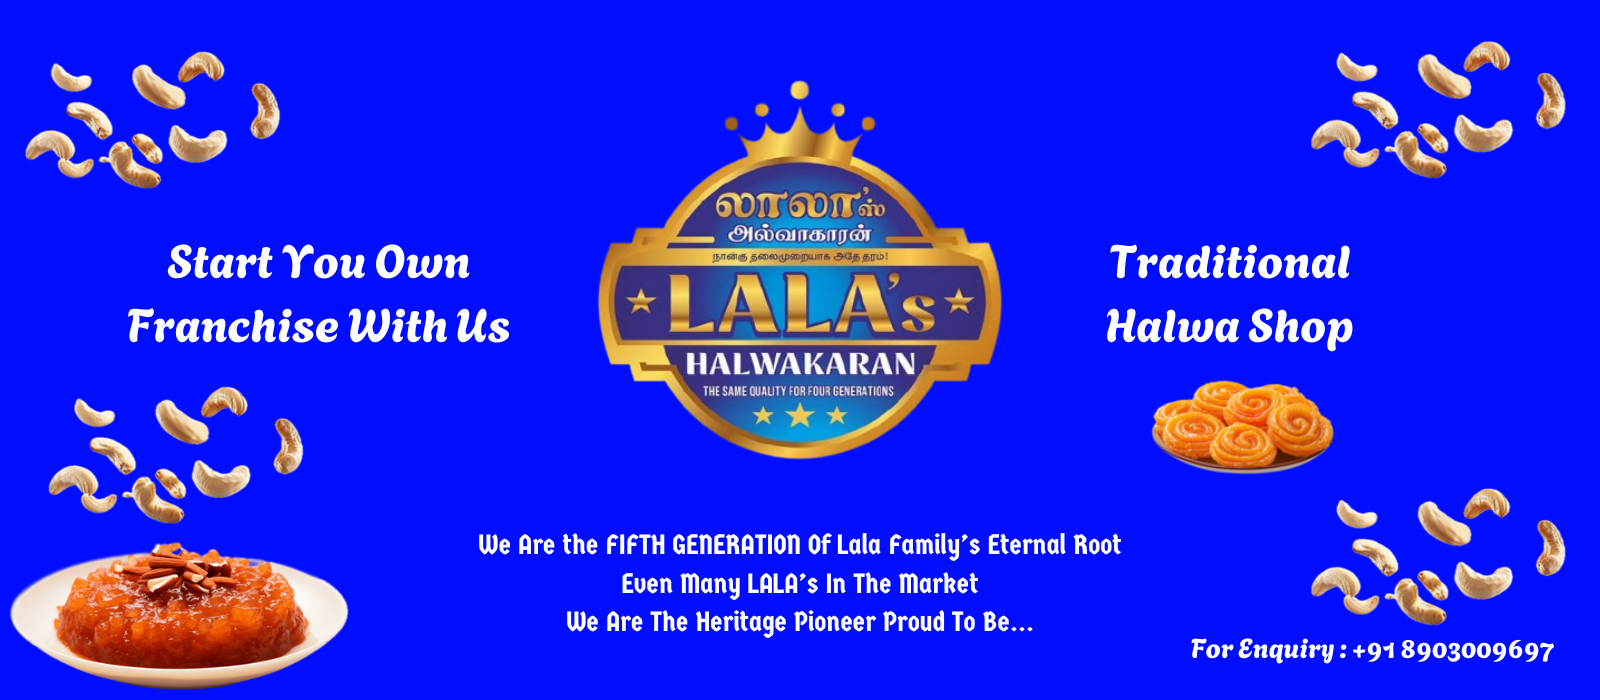 Start You Own
Franchise With Us
லாலா'ஸ்
அல்வாகாரன்
நான்கு தலைமுறையாக அதே தரம்!
LALA's
HALWAKARAN
THE SAME QUALITY FOR FOUR GENERATIONS
Traditional
Halwa Shop
We Are the FIFTH GENERATION Of Lala Family's Eternal Root
Even Many LALA's In The Market
We Are The Heritage Pioneer Proud To Be...
For Enquiry : +91 8903009697